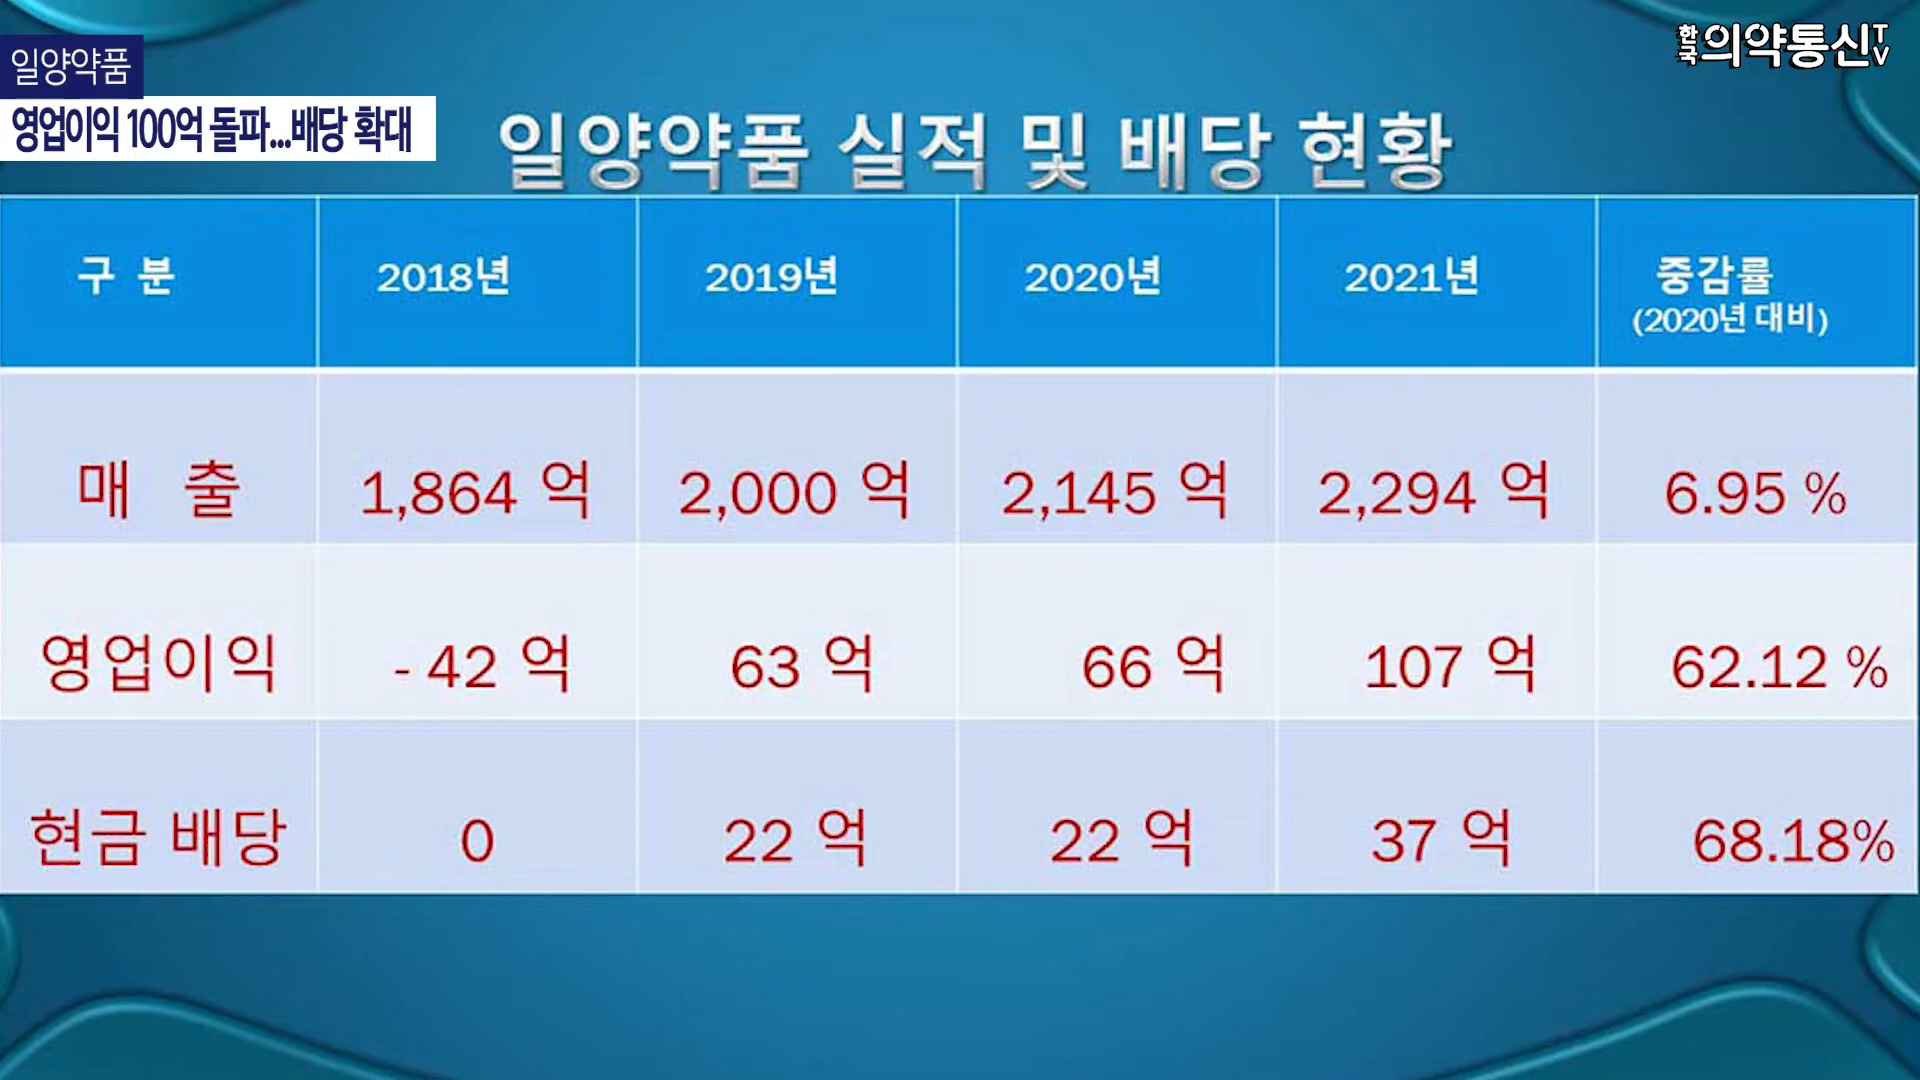 일양약품
영업이익 100억 돌파...배당 확대
한국의약통신TV
일양약품 실적 및 배당 현황
구 분 2018년 2019년 2020년 2021년 증감률
(2020년 대비)
매 출 1,864 억 2,000 억 2,145 억 2,294 억 6.95 %
영업이익 - 42 억 63 억 66 억 107 억 62.12 %
현금 배당 0 22 억 22 억 37 억 68.18%